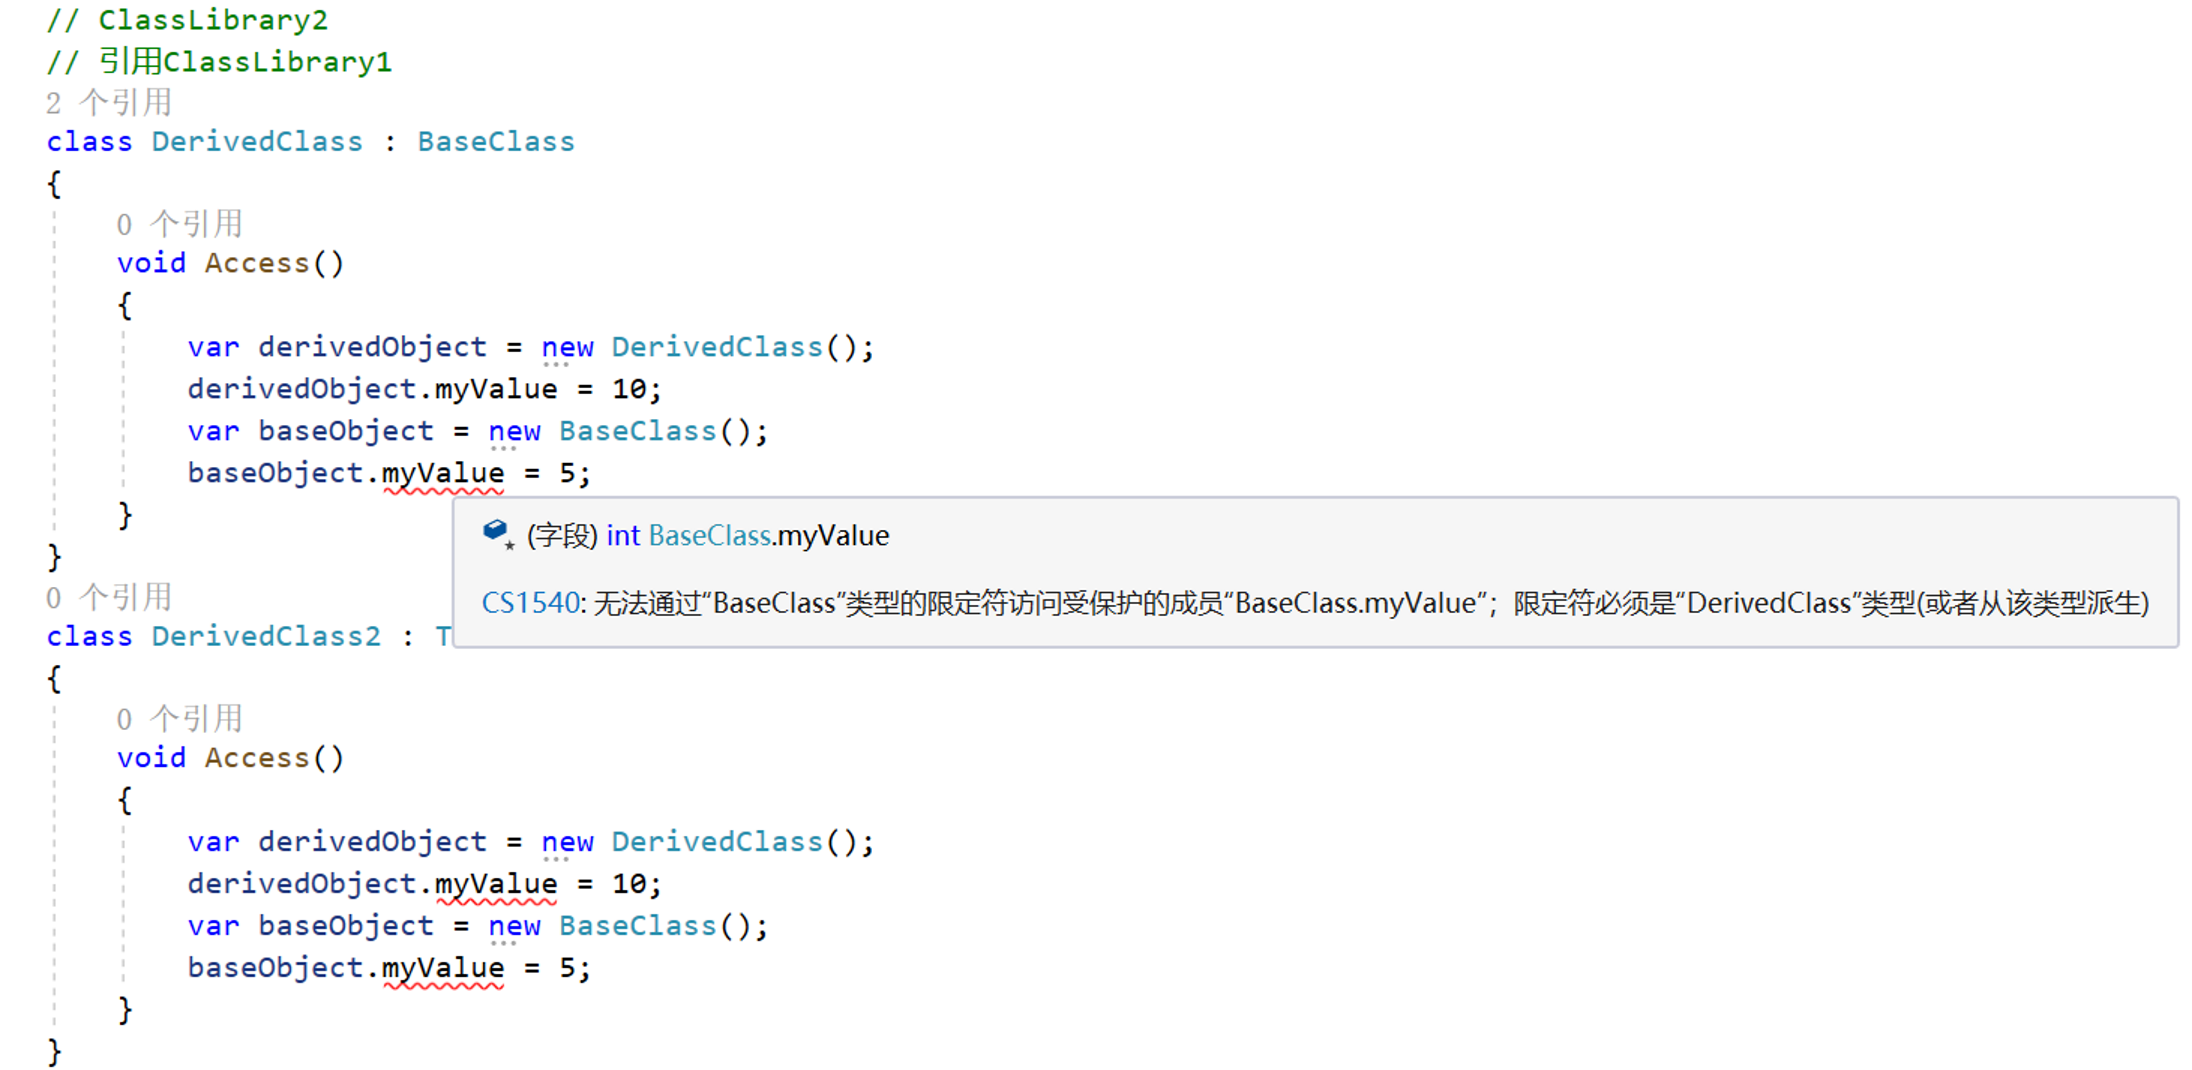 // ClassLibrary2
// 引用ClassLibrary1
2 个引用
class DerivedClass : BaseClass
{
0 个引用
void Access()
{
var derivedObject = new DerivedClass();
derivedObject.myValue = 10;
var baseObject = new BaseClass();
baseObject.myValue = 5;
}
}
(字段) int BaseClass.myValue
CS1540: 无法通过“BaseClass”类型的限定符访问受保护的成员“BaseClass.myValue”；限定符必须是“DerivedClass”类型(或者从该类型派生)
0 个引用
class DerivedClass2 : T
{
0 个引用
void Access()
{
var derivedObject = new DerivedClass();
derivedObject.myValue = 10;
var baseObject = new BaseClass();
baseObject.myValue = 5;
}
}